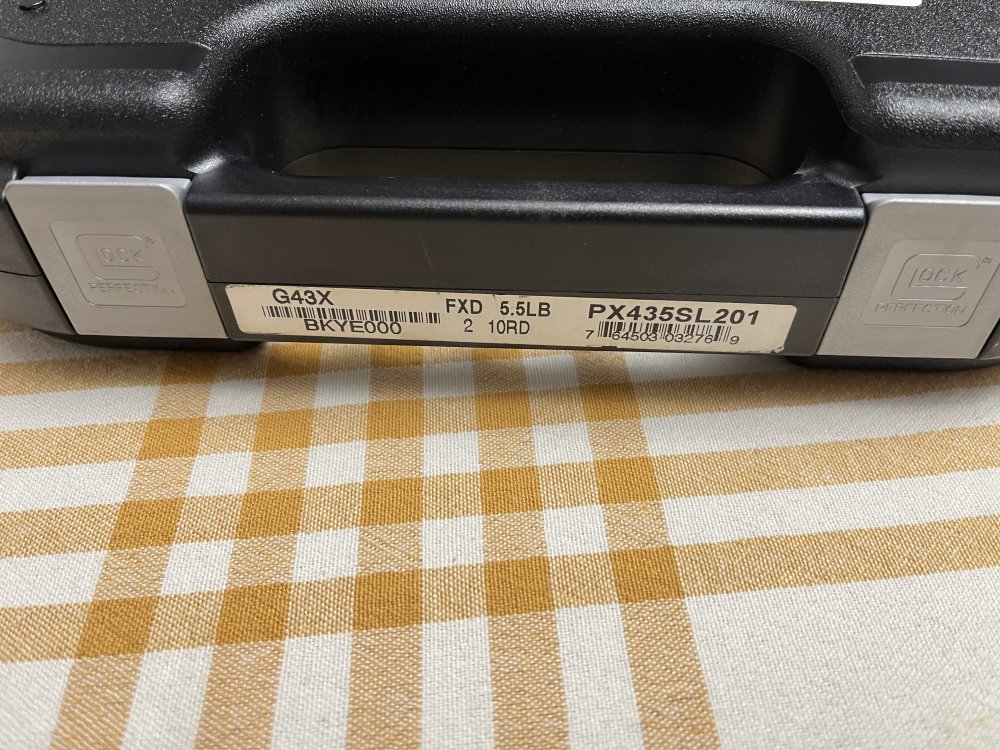 GLOCK
PERFECTION
G43X
BKYE000
FXD 5.5LB
2 10RD
PX435SL201
7 64503 03276 9
GLOCK
PERFECTION